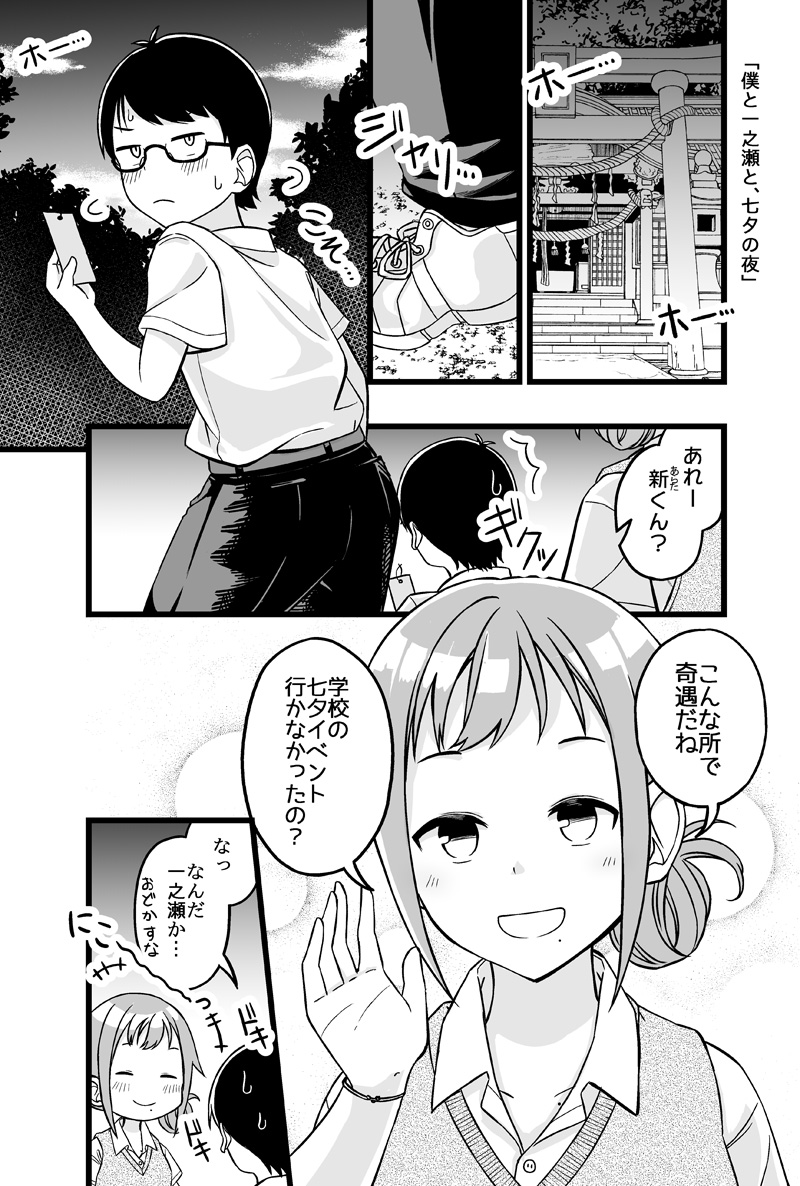 「僕と一之瀬と、七夕の夜」
ホー…
ホー…
ジャリ…
ホー…
こそ…
あれー
新くん?
あらた
ギクッ
こんな所で
奇遇だね
学校の
七夕イベント
行かなかったの?
なっ
なんだ
一之瀬か…
おどかすな
にこーっ
ドキ
ドキ